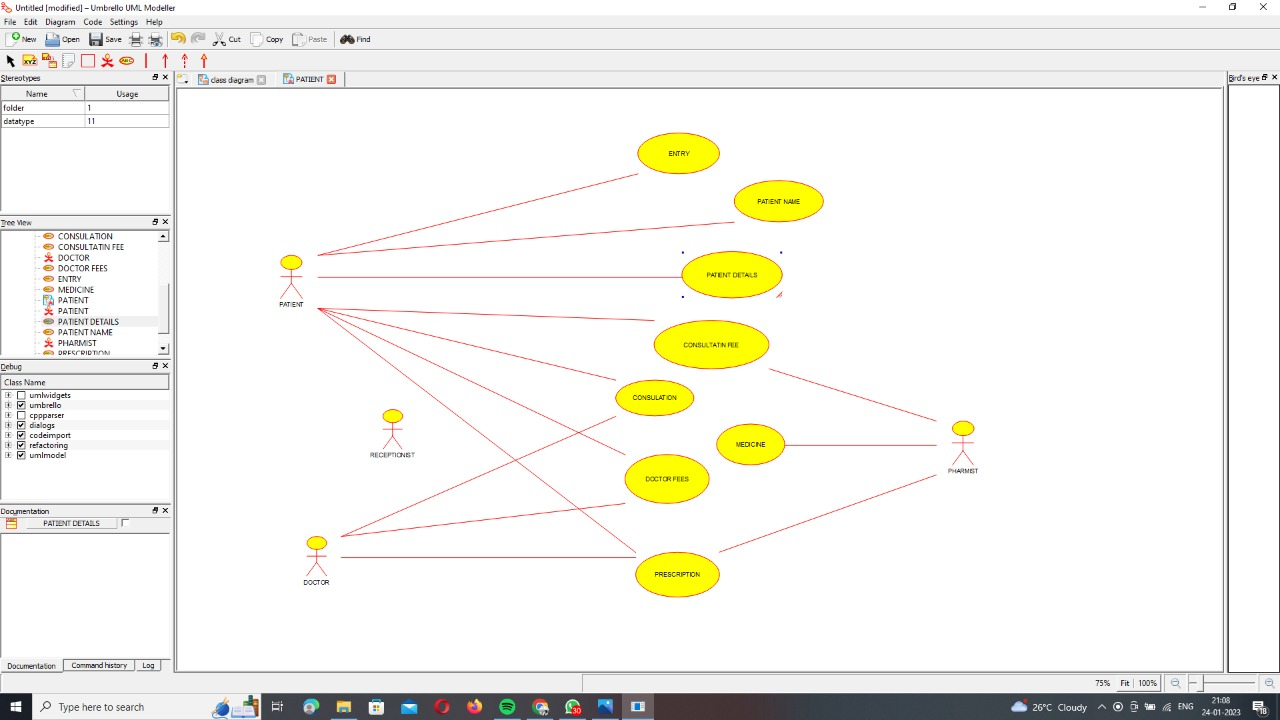 Untitled [modified] – Umbrello UML Modeller
File Edit Diagram Code Settings Help
New Open Save Cut Copy Paste Find
XYZ ABC
Stereotypes
Name Usage
folder 1
datatype 11
class diagram PATIENT
Bird's eye
Tree View
CONSULATION
CONSULTATIN FEE
DOCTOR
DOCTOR FEES
ENTRY
MEDICINE
PATIENT
PATIENT
PATIENT DETAILS
PATIENT NAME
PHARMIST
PRESCRIPTION
Debug
Class Name
umlwidgets
umbrello
cppparser
dialogs
codeimport
refactoring
umlmodel
Documentation
PATIENT DETAILS
Documentation Command history Log
ENTRY
PATIENT NAME
PATIENT DETAILS
PATIENT
CONSULTATIN FEE
CONSULATION
RECEPTIONIST
MEDICINE
PHARMIST
DOCTOR FEES
PRESCRIPTION
DOCTOR
75% Fit 100%
Type here to search
26°C Cloudy
ENG
21:08
24-01-2023